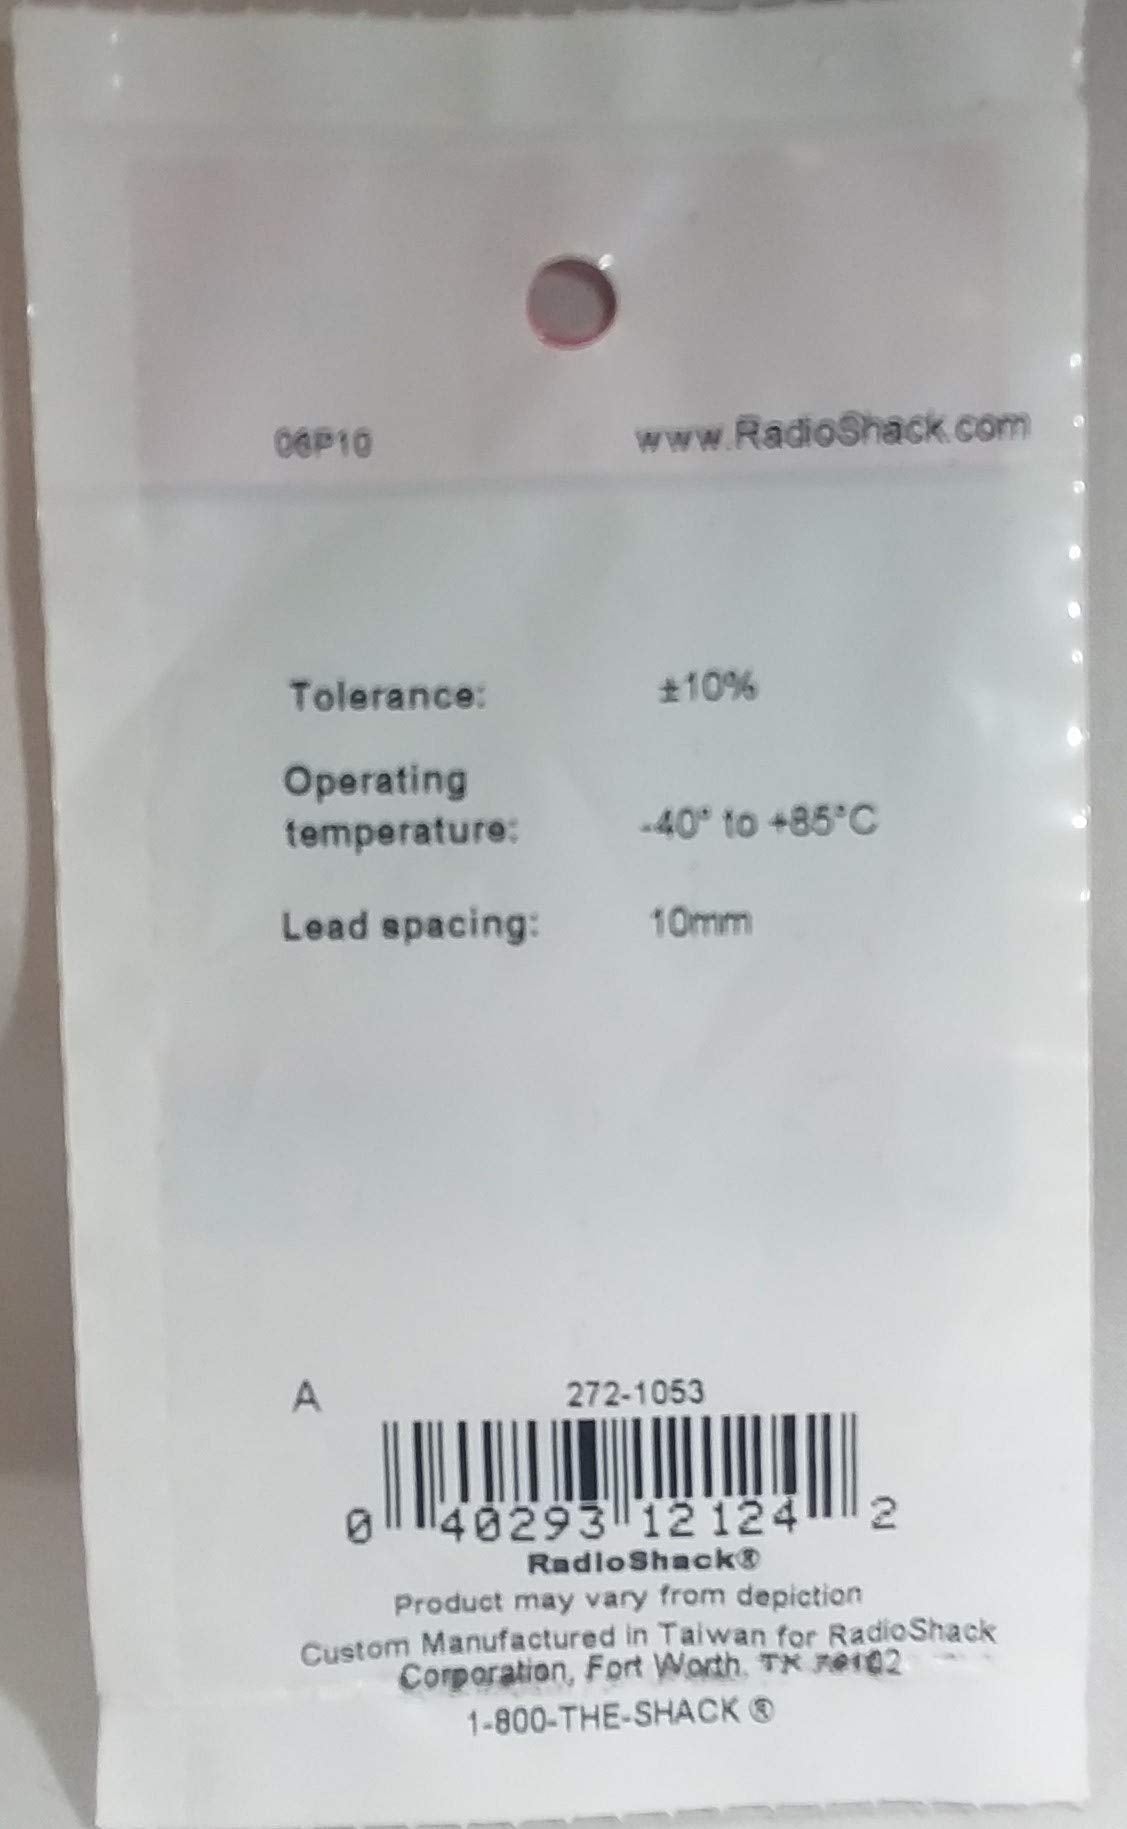 06P10 www.RadioShack.com
Tolerance: ±10%
Operating
temperature: -40° to +85°C
Lead spacing: 10mm
A 272-1053
0 40293 12124 2
RadioShack®
Product may vary from depiction
Custom Manufactured in Taiwan for RadioShack
Corporation, Fort Worth, TX 76102
1-800-THE-SHACK ®